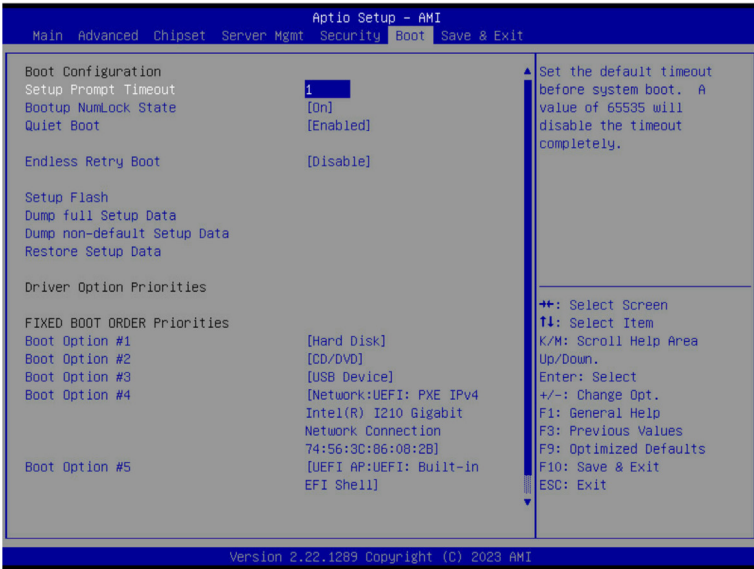 Aptio Setup – AMI
Main Advanced Chipset Server Mgmt Security Boot Save & Exit
Boot Configuration
Setup Prompt Timeout 1
Bootup NumLock State [On]
Quiet Boot [Enabled]
Endless Retry Boot [Disable]
Setup Flash
Dump full Setup Data
Dump non-default Setup Data
Restore Setup Data
Driver Option Priorities
FIXED BOOT ORDER Priorities
Boot Option #1 [Hard Disk]
Boot Option #2 [CD/DVD]
Boot Option #3 [USB Device]
Boot Option #4 [Network:UEFI: PXE IPv4
Intel(R) I210 Gigabit
Network Connection
74:56:3C:86:08:2B]
Boot Option #5 [UEFI AP:UEFI: Built-in
EFI Shell]
Set the default timeout
before system boot. A
value of 65535 will
disable the timeout
completely.
→←: Select Screen
↑↓: Select Item
K/M: Scroll Help Area
Up/Down.
Enter: Select
+/-: Change Opt.
F1: General Help
F3: Previous Values
F9: Optimized Defaults
F10: Save & Exit
ESC: Exit
Version 2.22.1289 Copyright (C) 2023 AMI